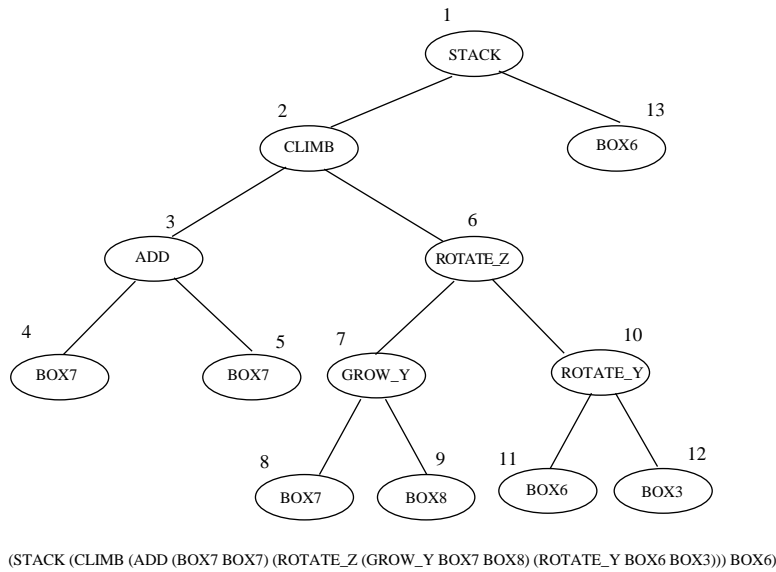 1
STACK
2
CLIMB
13
BOX6
3
ADD
6
ROTATE_Z
4
BOX7
5
BOX7
7
GROW_Y
10
ROTATE_Y
8
BOX7
9
BOX8
11
BOX6
12
BOX3
(STACK (CLIMB (ADD (BOX7 BOX7) (ROTATE_Z (GROW_Y BOX7 BOX8) (ROTATE_Y BOX6 BOX3))) BOX6)